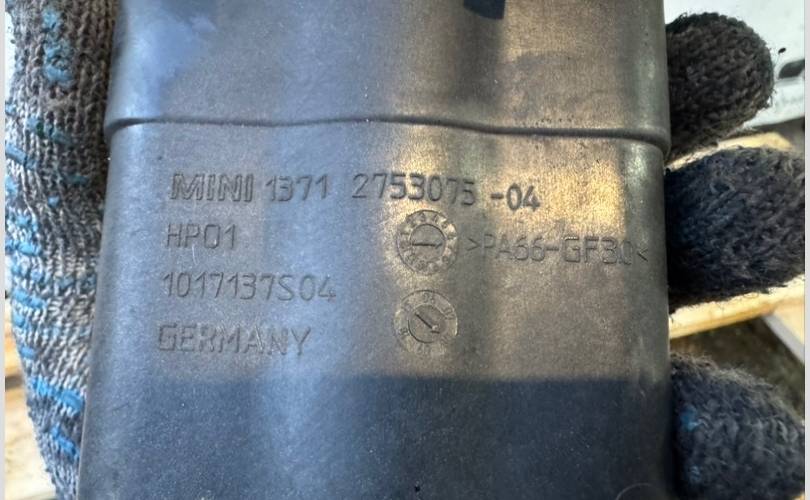 MINI 1371 2753075 -04
HP01 >PA66-GF30<
1017137S04
GERMANY